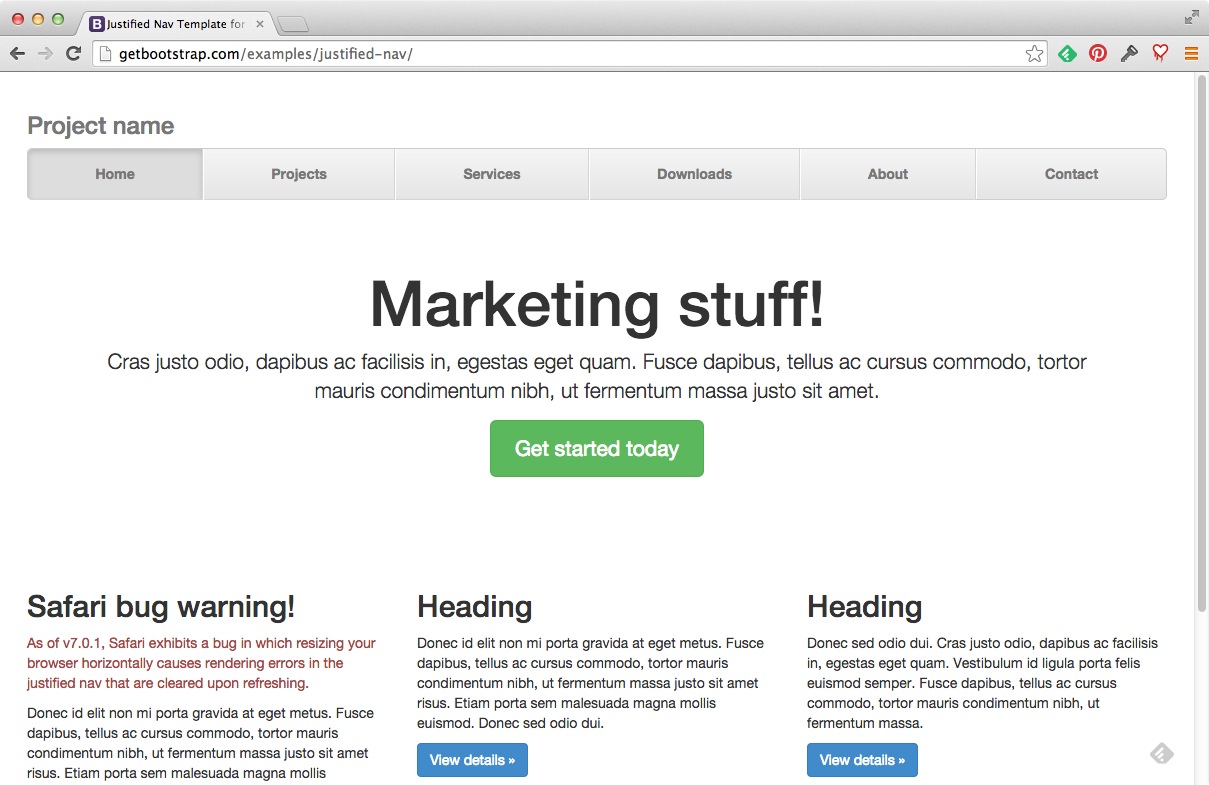 B Justified Nav Template for
getbootstrap.com/examples/justified-nav/
Project name
Home Projects Services Downloads About Contact
Marketing stuff!
Cras justo odio, dapibus ac facilisis in, egestas eget quam. Fusce dapibus, tellus ac cursus commodo, tortor
mauris condimentum nibh, ut fermentum massa justo sit amet.
Get started today
Safari bug warning!
As of v7.0.1, Safari exhibits a bug in which resizing your
browser horizontally causes rendering errors in the
justified nav that are cleared upon refreshing.
Donec id elit non mi porta gravida at eget metus. Fusce
dapibus, tellus ac cursus commodo, tortor mauris
condimentum nibh, ut fermentum massa justo sit amet
risus. Etiam porta sem malesuada magna mollis
Heading
Donec id elit non mi porta gravida at eget metus. Fusce
dapibus, tellus ac cursus commodo, tortor mauris
condimentum nibh, ut fermentum massa justo sit amet
risus. Etiam porta sem malesuada magna mollis
euismod. Donec sed odio dui.
View details »
Heading
Donec sed odio dui. Cras justo odio, dapibus ac facilisis
in, egestas eget quam. Vestibulum id ligula porta felis
euismod semper. Fusce dapibus, tellus ac cursus
commodo, tortor mauris condimentum nibh, ut
fermentum massa.
View details »